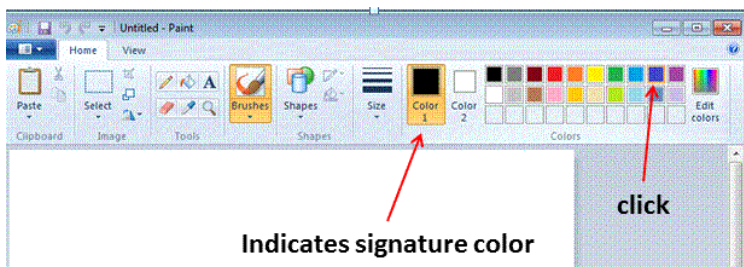 Untitled - Paint
Home View
Paste Select Brushes Shapes Size Color 1 Color 2 Edit colors
Clipboard Image Tools Shapes Colors
A
click
Indicates signature color